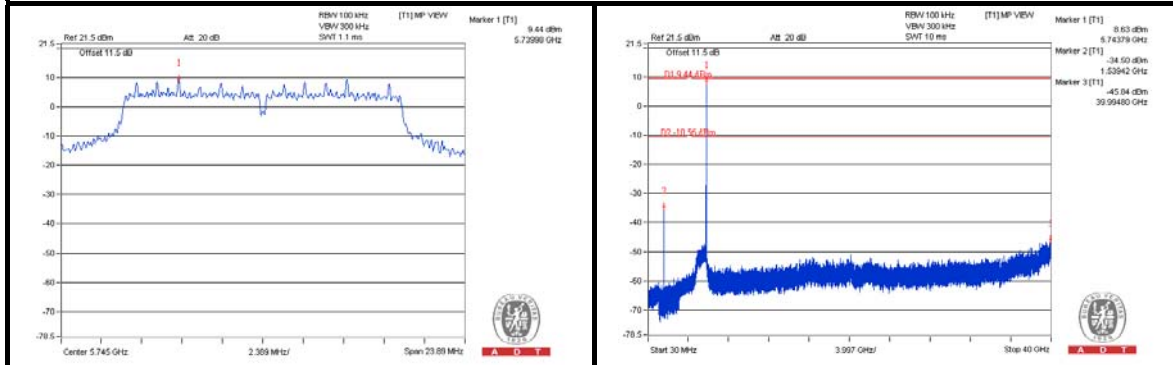 RBW 100 kHz [T1] MP VIEW
VBW 300 kHz
Ref 21.5 dBm Att 20 dB SWT 1.1 ms
Marker 1 [T1]
9.44 dBm
5.73998 GHz
21.5
Offset 11.5 dB
1
10
0
-10
-20
-30
-40
-50
-60
-70
-78.5
Center 5.745 GHz 2.389 MHz/ Span 23.89 MHz
A D T
RBW 100 kHz [T1] MP VIEW
VBW 300 kHz
Ref 21.5 dBm Att 20 dB SWT 10 ms
Marker 1 [T1]
8.63 dBm
5.74379 GHz
Marker 2 [T1]
-34.50 dBm
1.53942 GHz
Marker 3 [T1]
-45.84 dBm
39.99480 GHz
21.5
Offset 11.5 dB
1
D1 9.44 dBm
10
0
D2 -10.56 dBm
-10
-20
-30
2
-40
-50
-60
-70
-78.5
Start 30 MHz 3.997 GHz/ Stop 40 GHz
A D T